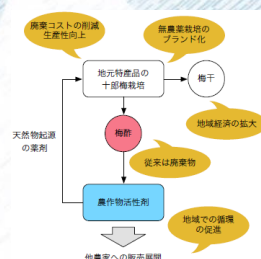 廃棄コストの削減
生産性向上
無農薬栽培の
ブランド化
地元特産品の
十郎梅栽培
梅干
地域経済の拡大
天然物起源
の薬剤
梅酢
従来は廃棄物
農作物活性剤
地域での循環
の促進
他農家への販売展開